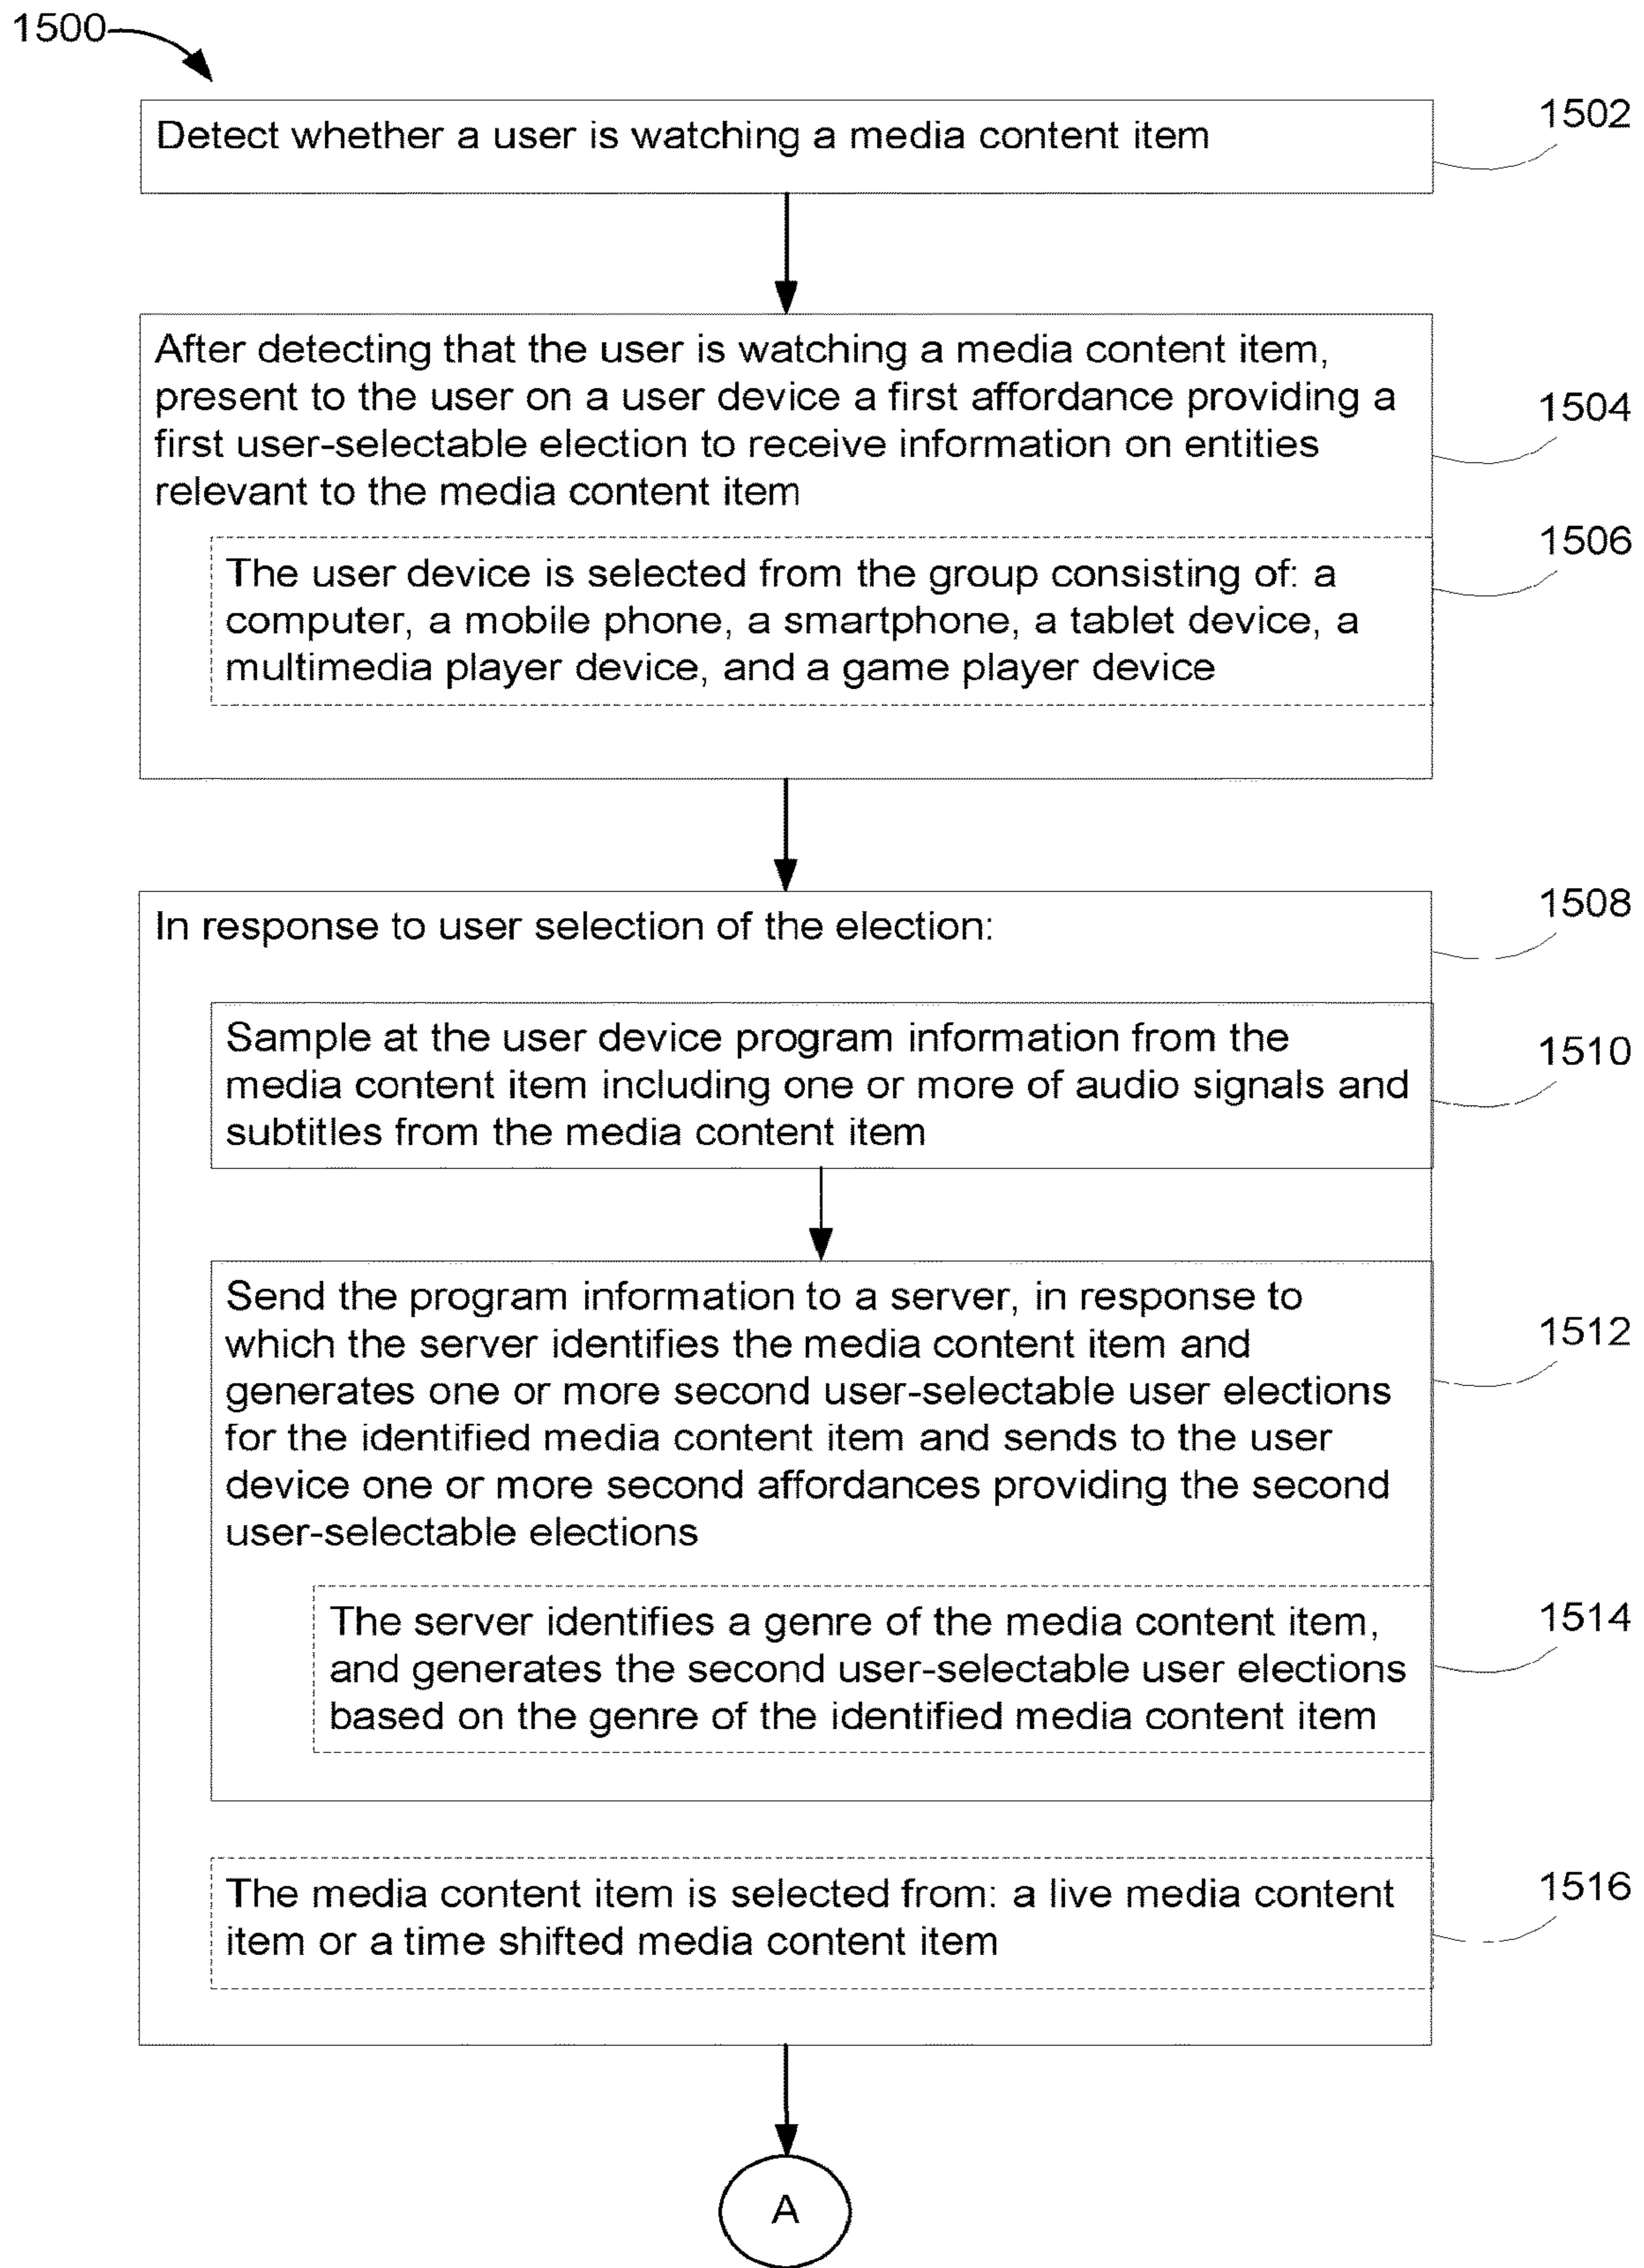 1500
Detect whether a user is watching a media content item
1502
After detecting that the user is watching a media content item,
present to the user on a user device a first affordance providing a
first user-selectable election to receive information on entities
relevant to the media content item
1504
The user device is selected from the group consisting of: a
computer, a mobile phone, a smartphone, a tablet device, a
multimedia player device, and a game player device
1506
In response to user selection of the election:
1508
Sample at the user device program information from the
media content item including one or more of audio signals and
subtitles from the media content item
1510
Send the program information to a server, in response to
which the server identifies the media content item and
generates one or more second user-selectable user elections
for the identified media content item and sends to the user
device one or more second affordances providing the second
user-selectable elections
1512
The server identifies a genre of the media content item,
and generates the second user-selectable user elections
based on the genre of the identified media content item
1514
The media content item is selected from: a live media content
item or a time shifted media content item
1516
A